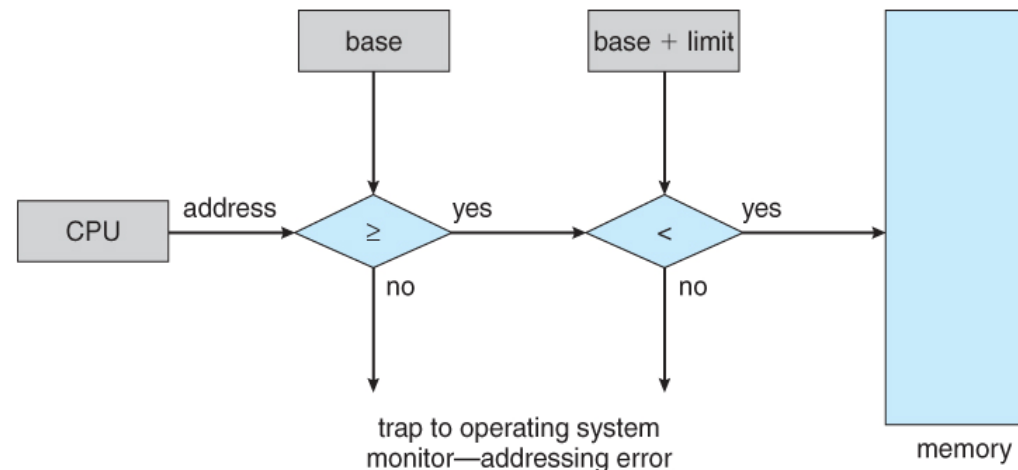 base
base + limit
CPU
address
≥
yes
<
yes
no
no
trap to operating system
monitor—addressing error
memory